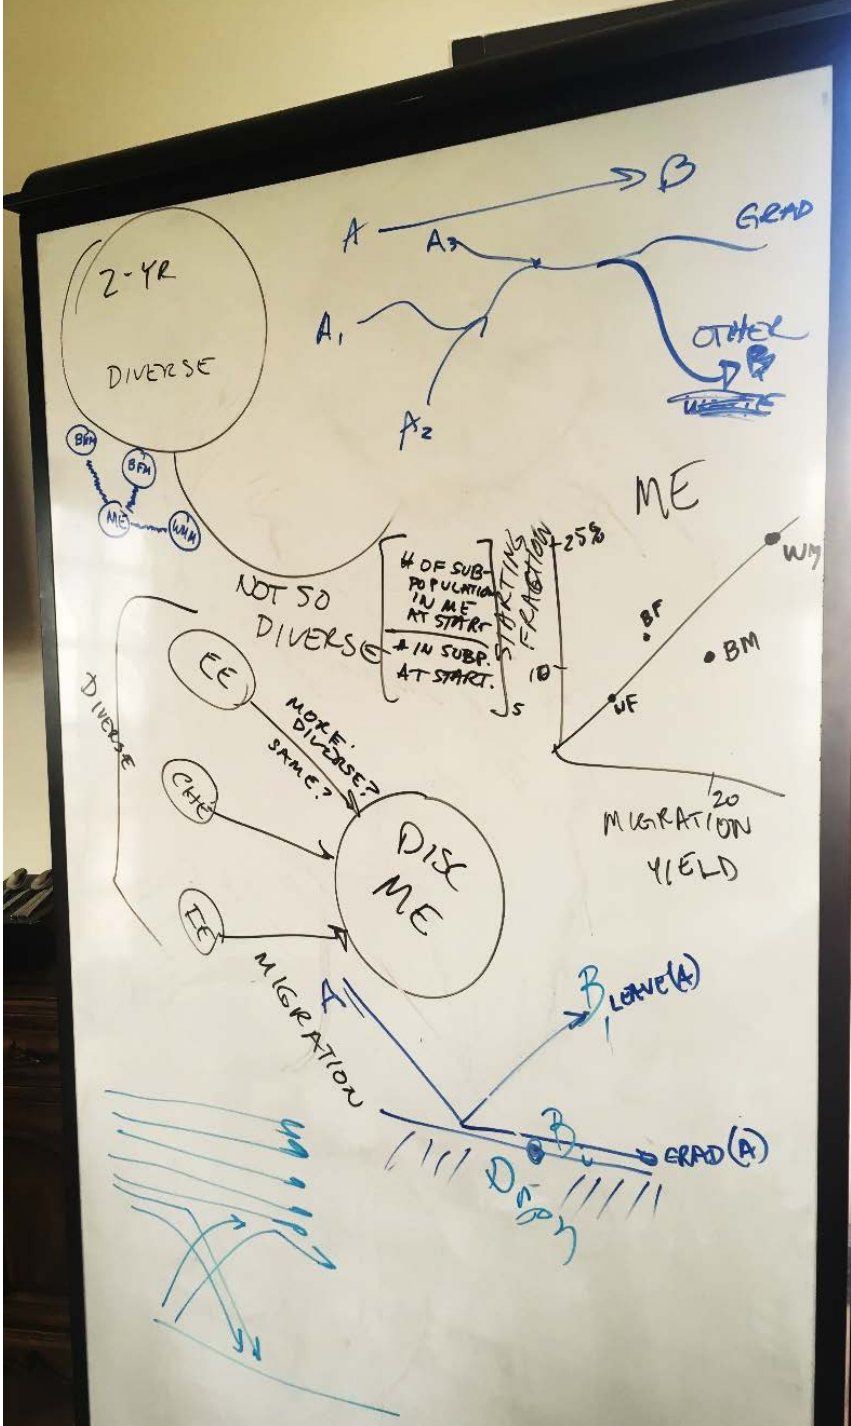 A → B
GRAD
A3
2-YR
A1
OTHER
B
DIVERSE
A2
BFM
ME
WMM
ME
25%
WM
STARTING
FRACTION
# OF SUB-
POPULATION
IN ME
AT START
# IN SUBP.
AT START.
NOT SO
DIVERSE
BF
BM
10
WF
5
20
MIGRATION
YIELD
DIVERSE
EE
MORE
DIVERSE?
SAME?
CHE
DISC
ME
IE
MIGRATION
A
B, LEAVE(A)
B
GRAD(A)